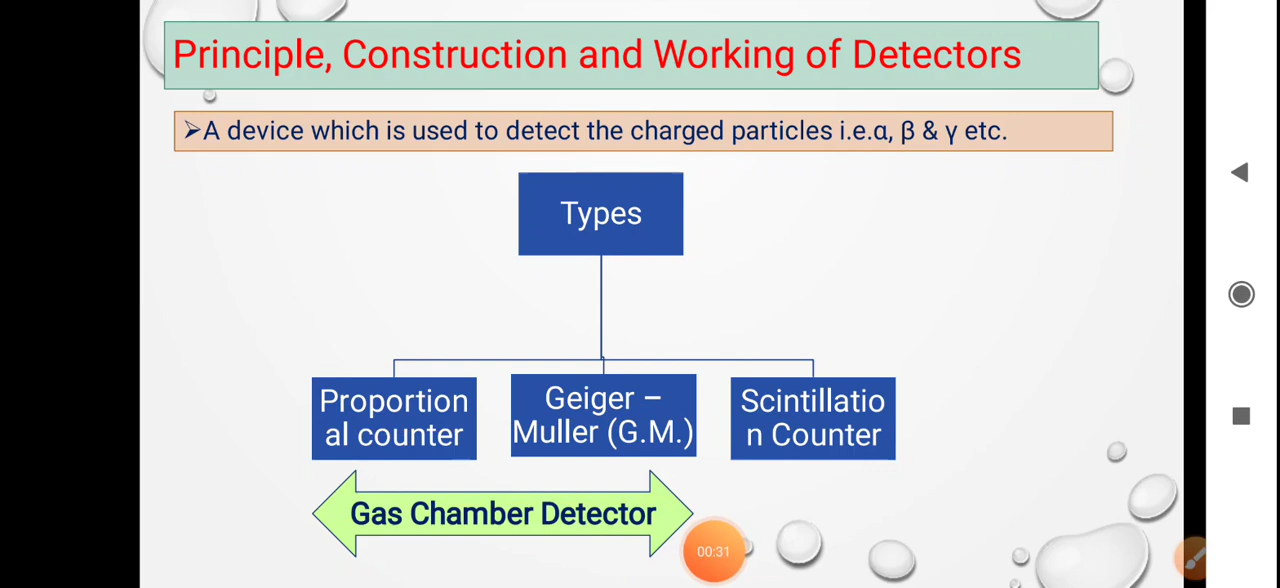 Principle, Construction and Working of Detectors
➢A device which is used to detect the charged particles i.e.α, β & γ etc.
Types
Proportion
al counter
Geiger –
Muller (G.M.)
Scintillatio
n Counter
Gas Chamber Detector
00:31